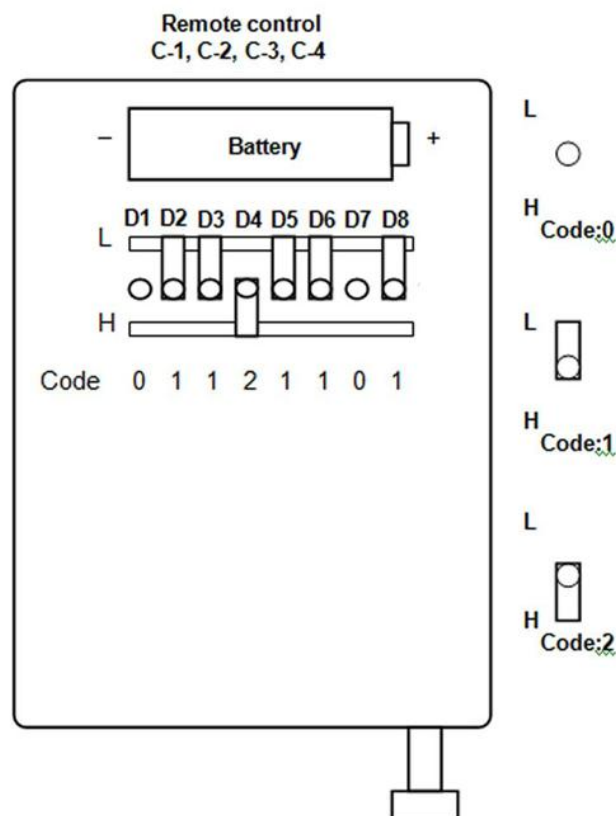 Remote control
C-1, C-2, C-3, C-4
– Battery +
D1 D2 D3 D4 D5 D6 D7 D8
L
H
Code 0 1 1 2 1 1 0 1
L
H
Code:0
L
H
Code:1
L
H
Code:2